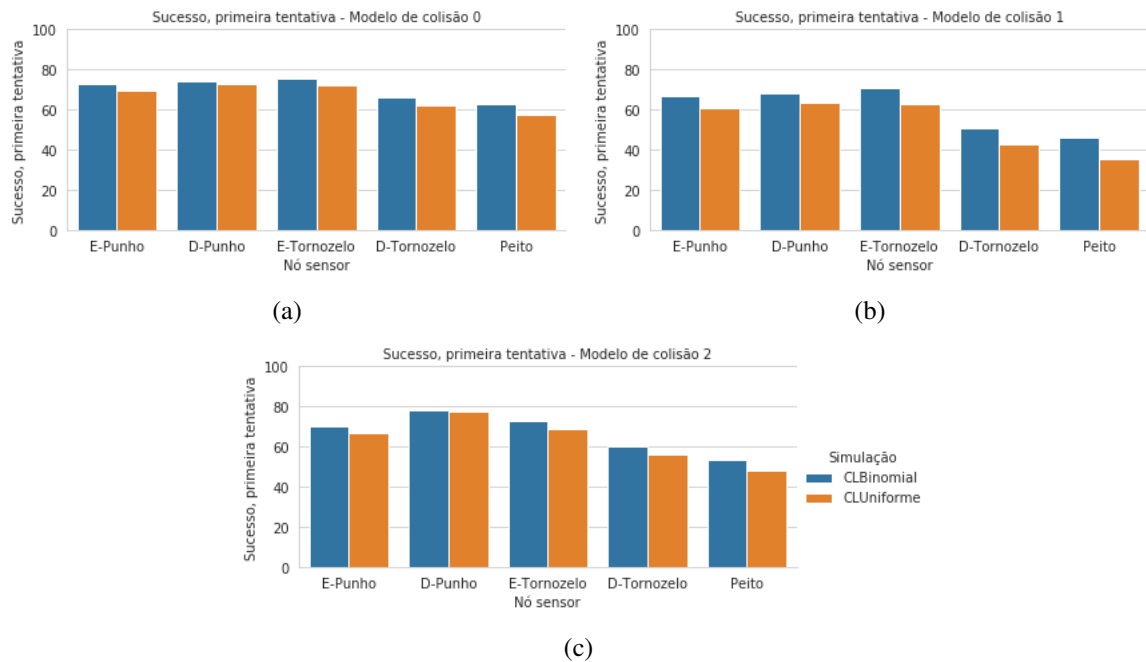 Sucesso, primeira tentativa - Modelo de colisão 0
Sucesso, primeira tentativa
100
80
60
40
20
0
E-Punho D-Punho E-Tornozelo D-Tornozelo Peito
Nó sensor
(a)
Sucesso, primeira tentativa - Modelo de colisão 1
Sucesso, primeira tentativa
100
80
60
40
20
0
E-Punho D-Punho E-Tornozelo D-Tornozelo Peito
Nó sensor
(b)
Sucesso, primeira tentativa - Modelo de colisão 2
Sucesso, primeira tentativa
100
80
60
40
20
0
E-Punho D-Punho E-Tornozelo D-Tornozelo Peito
Nó sensor
Simulação
CLBinomial
CLUniforme
(c)